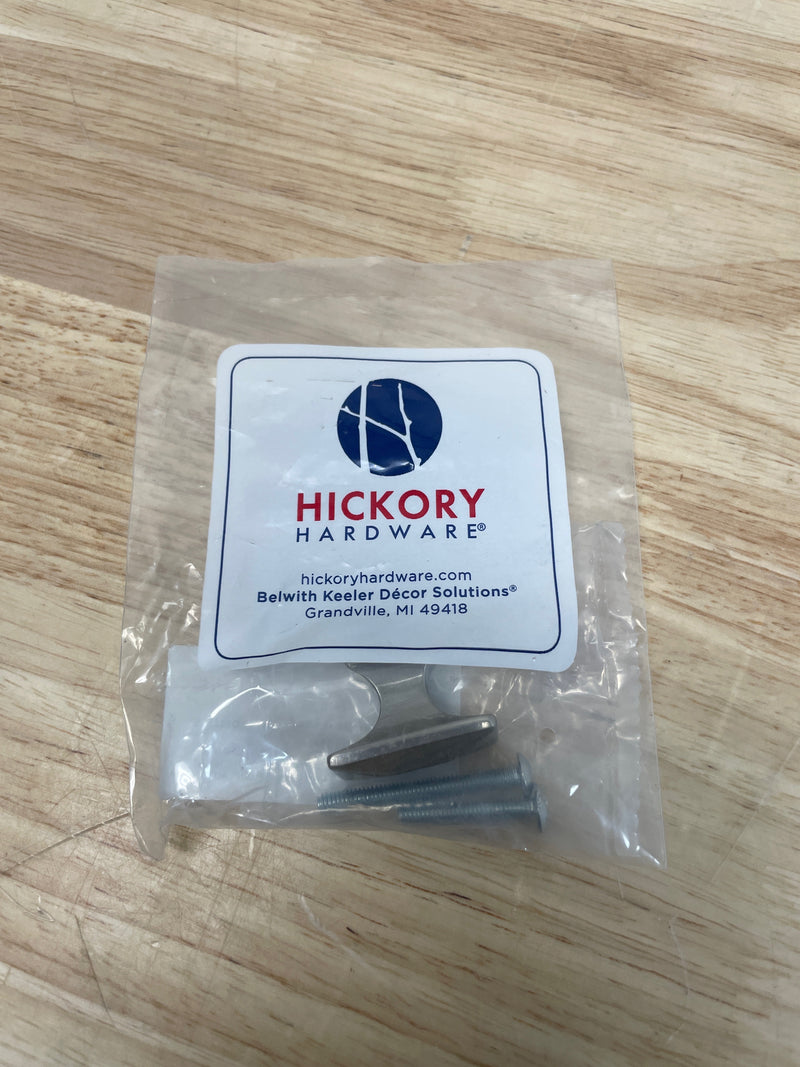 HICKORY
HARDWARE®
hickoryhardware.com
Belwith Keeler Décor Solutions®
Grandville, MI 49418